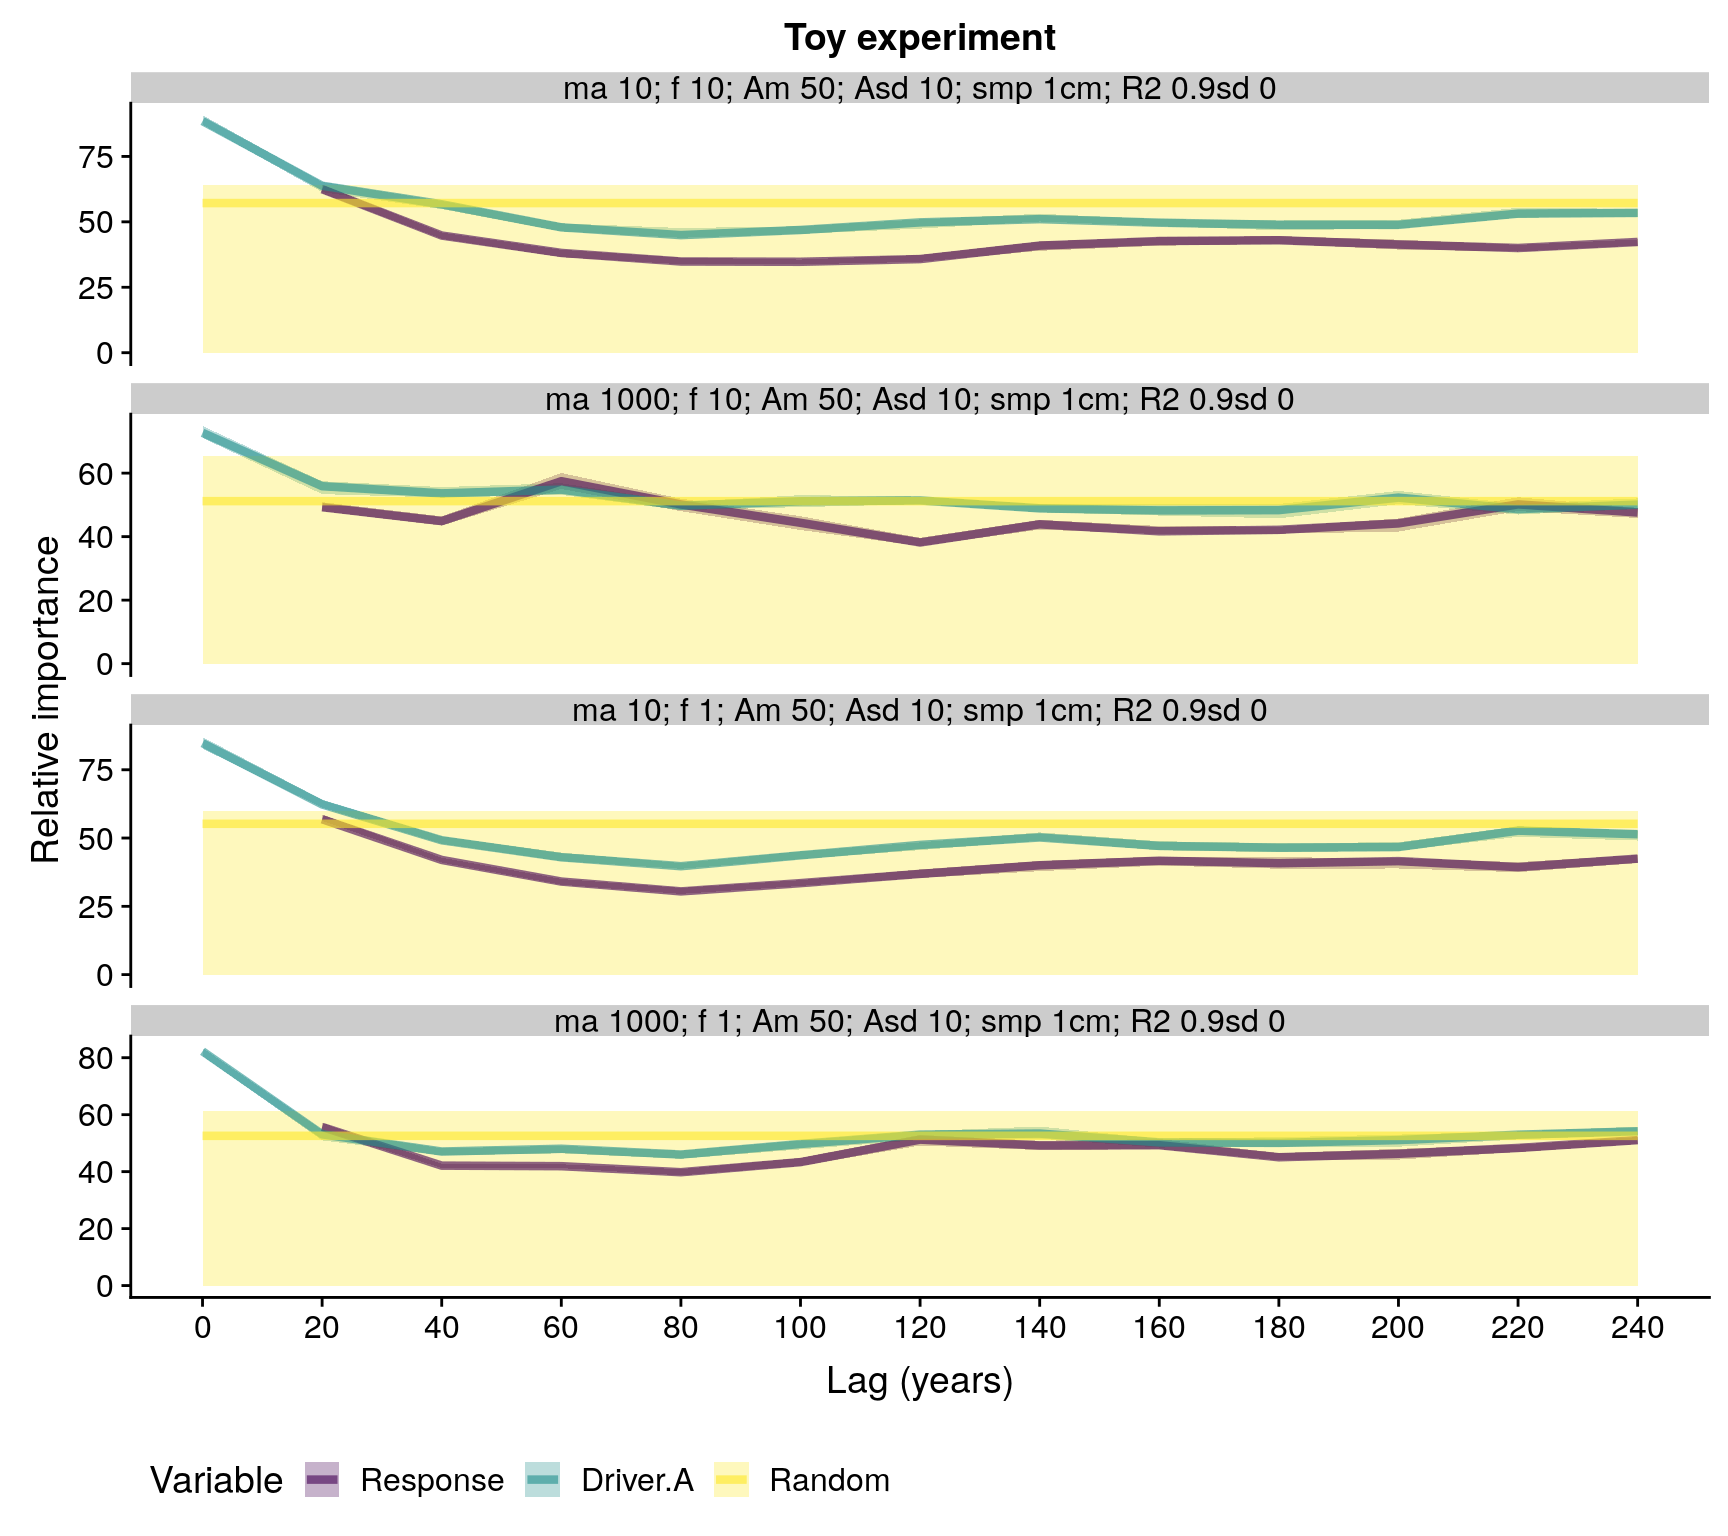 Toy experiment
ma 10; f 10; Am 50; Asd 10; smp 1cm; R2 0.9sd 0
75
50
25
0
ma 1000; f 10; Am 50; Asd 10; smp 1cm; R2 0.9sd 0
60
40
20
0
Relative importance
ma 10; f 1; Am 50; Asd 10; smp 1cm; R2 0.9sd 0
75
50
25
0
ma 1000; f 1; Am 50; Asd 10; smp 1cm; R2 0.9sd 0
80
60
40
20
0
0 20 40 60 80 100 120 140 160 180 200 220 240
Lag (years)
Variable Response Driver.A Random